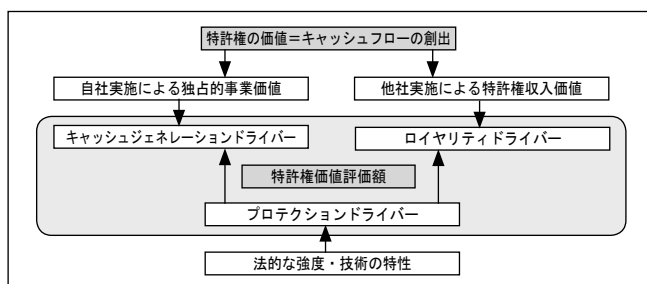 特許権の価値=キャッシュフローの創出
自社実施による独占的事業価値
他社実施による特許権収入価値
キャッシュジェネレーションドライバー
ロイヤリティドライバー
特許権価値評価額
プロテクションドライバー
法的な強度・技術の特性